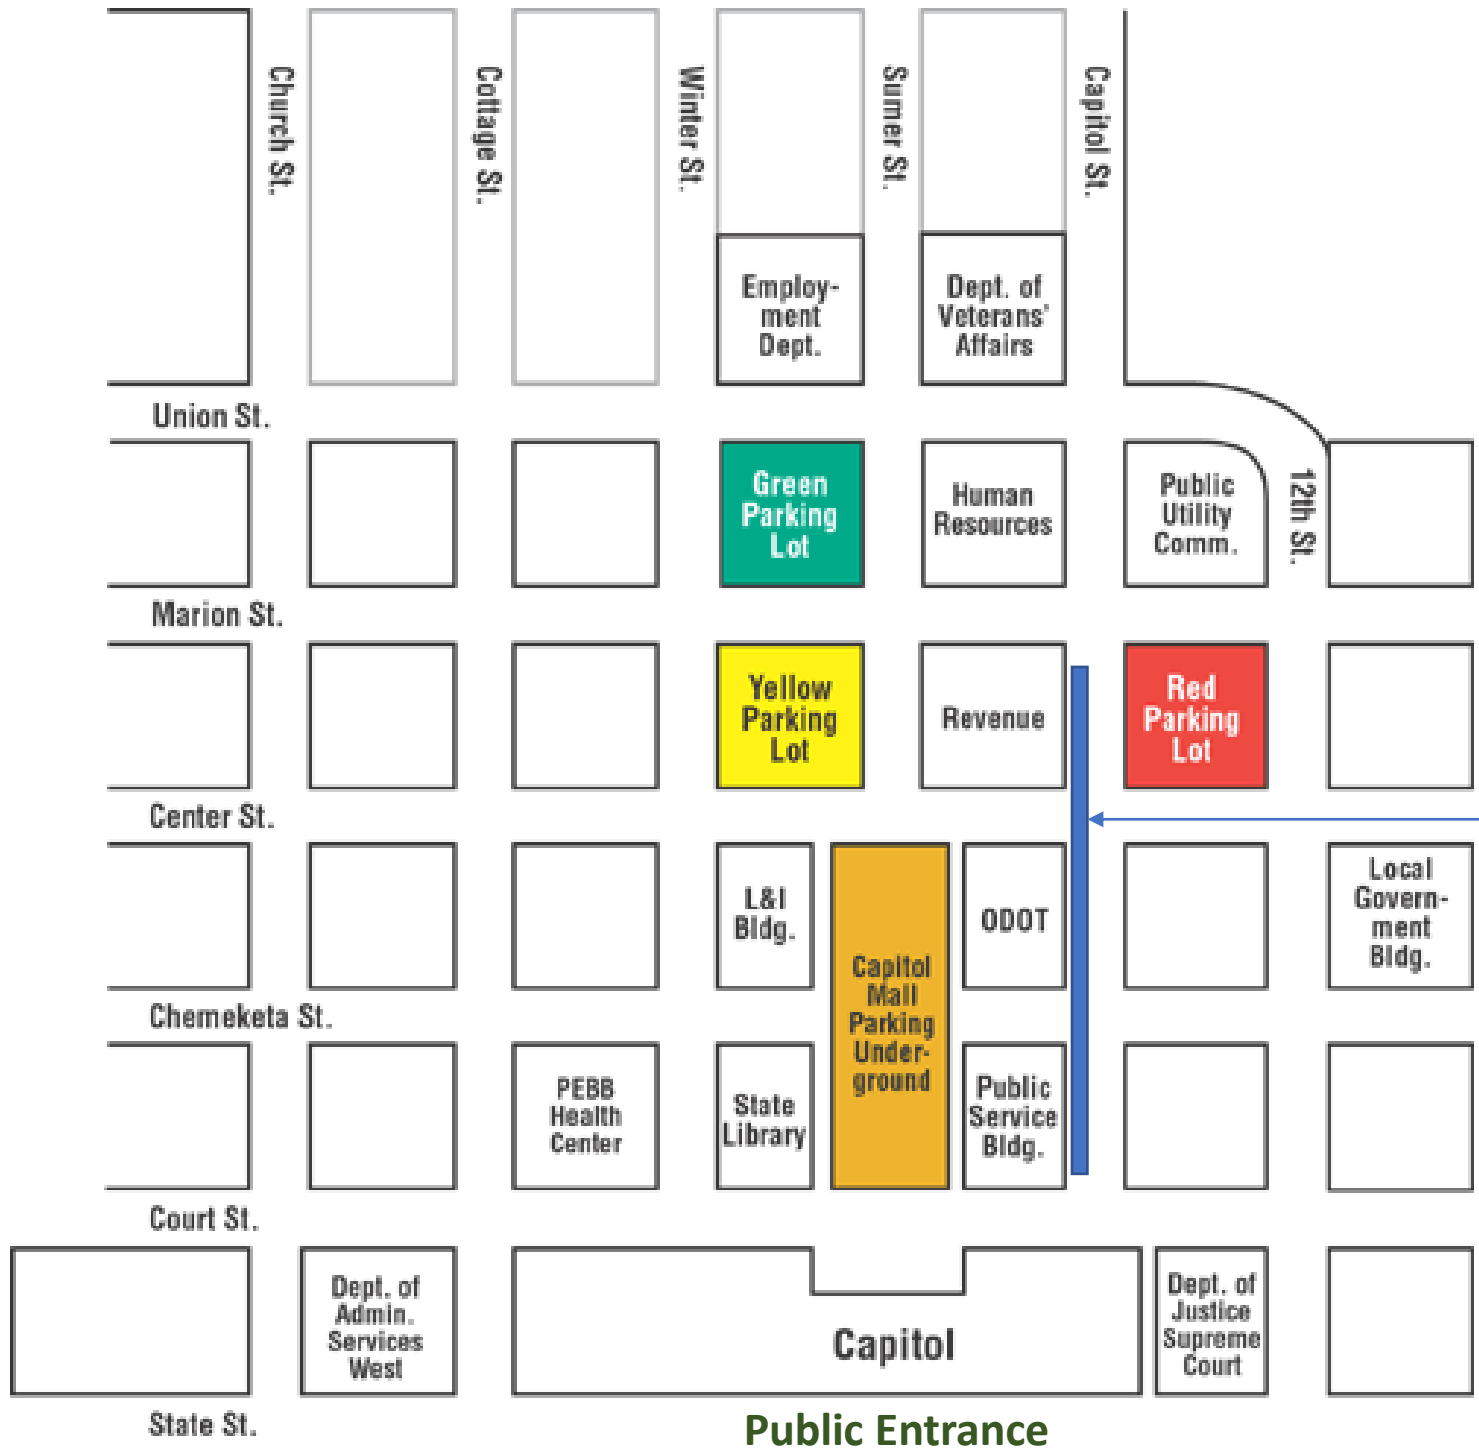 Church St.
Cottage St.
Winter St.
Sumer St.
Capitol St.
Employ-
ment
Dept.
Dept. of
Veterans'
Affairs
Union St.
Green
Parking
Lot
Human
Resources
Public
Utility
Comm.
12th St.
Marion St.
Yellow
Parking
Lot
Revenue
Red
Parking
Lot
Center St.
L&I
Bldg.
Capitol
Mall
Parking
Under-
ground
ODOT
Local
Govern-
ment
Bldg.
Chemeketa St.
PEBB
Health
Center
State
Library
Public
Service
Bldg.
Court St.
Dept. of
Admin.
Services
West
Capitol
Dept. of
Justice
Supreme
Court
State St.
Public Entrance